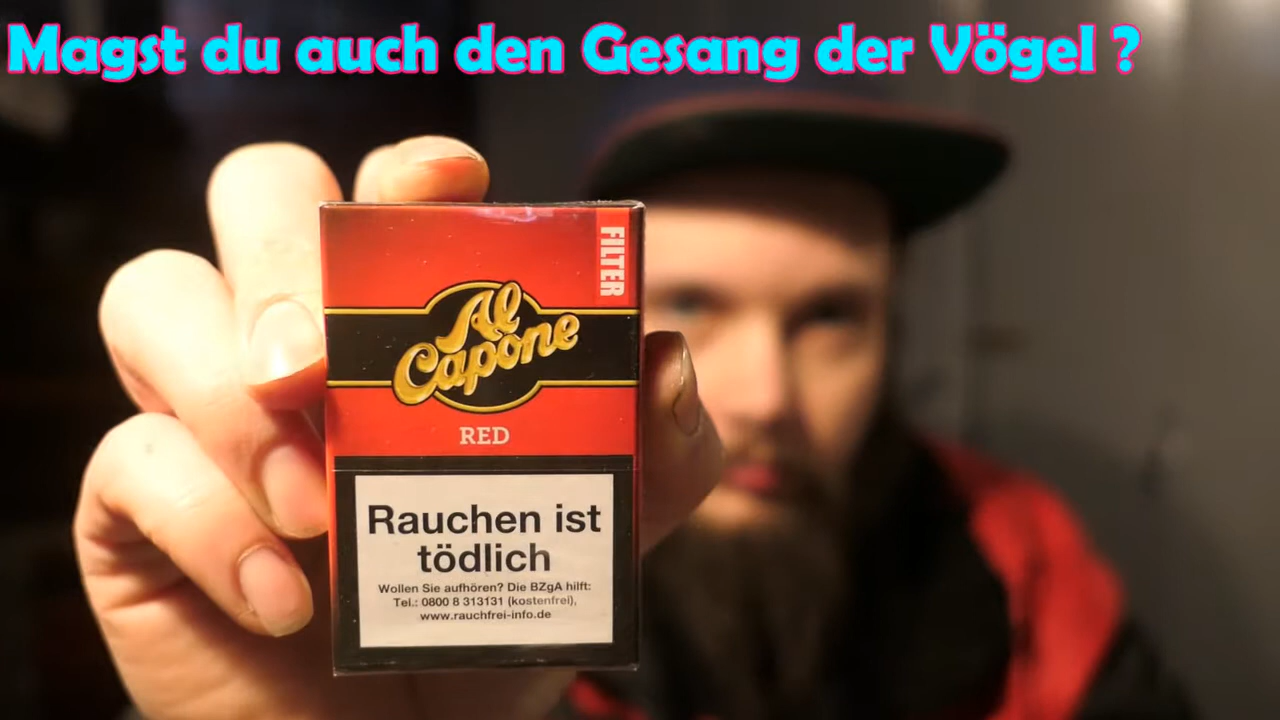 Magst du auch den Gesang der Vögel ?
FILTER
Al
Capone
RED
Rauchen ist
tödlich
Wollen Sie aufhören? Die BZgA hilft:
Tel.: 0800 8 313131 (kostenfrei),
www.rauchfrei-info.de